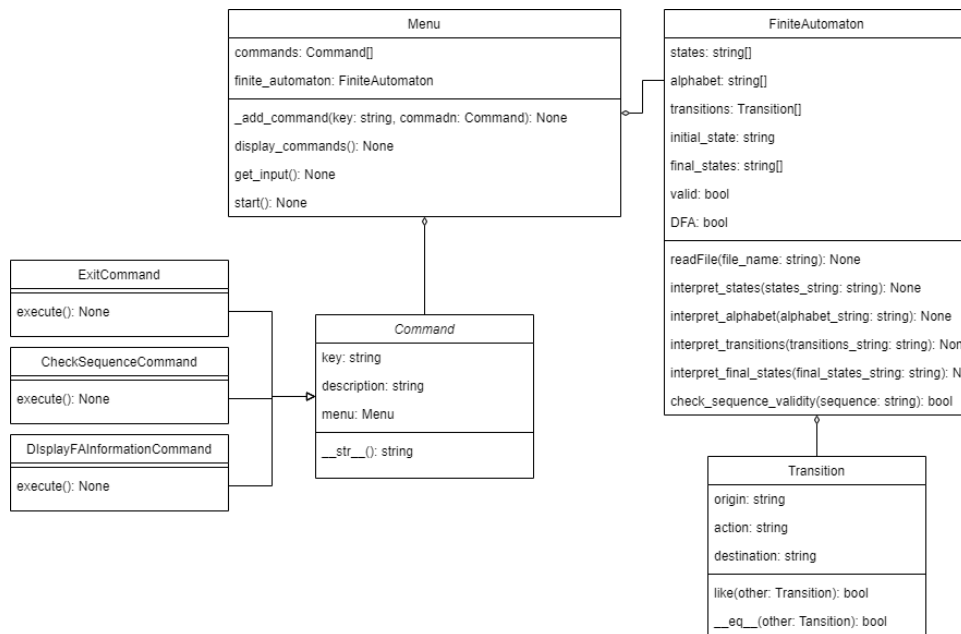 Menu
commands: Command[]
finite_automaton: FiniteAutomaton
_add_command(key: string, commadn: Command): None
display_commands(): None
get_input(): None
start(): None
FiniteAutomaton
states: string[]
alphabet: string[]
transitions: Transition[]
initial_state: string
final_states: string[]
valid: bool
DFA: bool
readFile(file_name: string): None
interpret_states(states_string: string): None
interpret_alphabet(alphabet_string: string): None
interpret_transitions(transitions_string: string): Non
interpret_final_states(final_states_string: string): N
check_sequence_validity(sequence: string): bool
ExitCommand
execute(): None
CheckSequenceCommand
execute(): None
DIsplayFAInformationCommand
execute(): None
Command
key: string
description: string
menu: Menu
__str__(): string
Transition
origin: string
action: string
destination: string
like(other: Transition): bool
__eq__(other: Tansition): bool